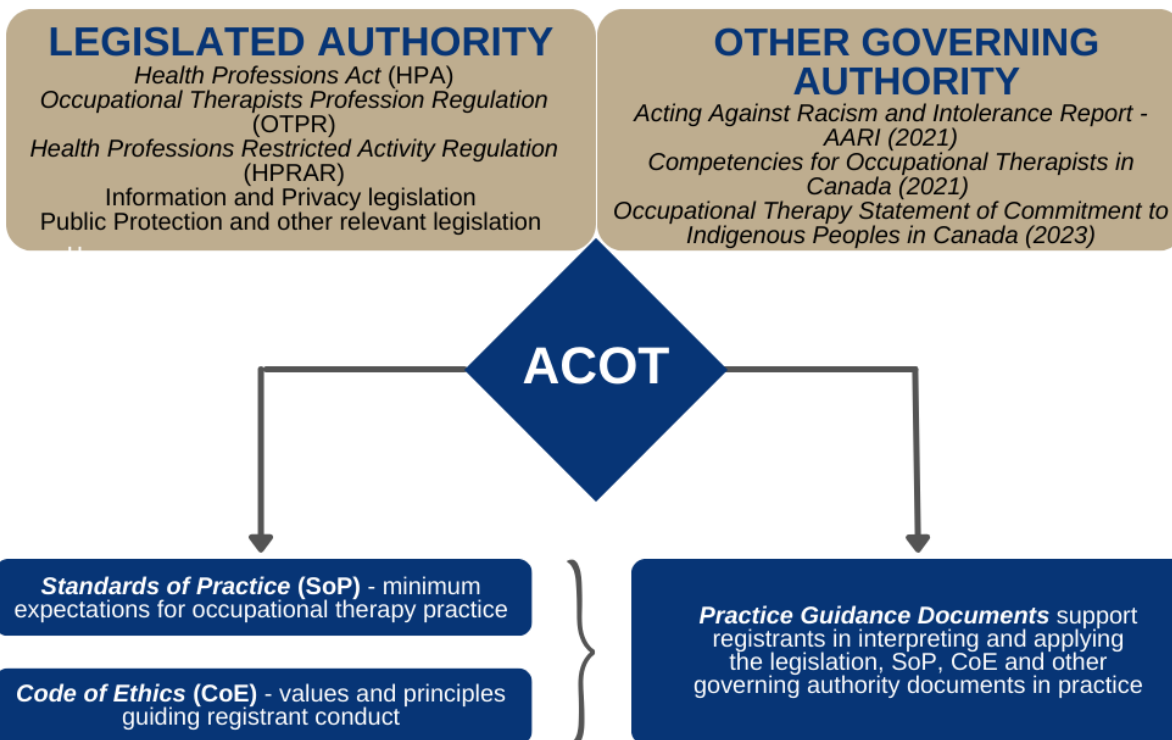 LEGISLATED AUTHORITY
Health Professions Act (HPA)
Occupational Therapists Profession Regulation
(OTPR)
Health Professions Restricted Activity Regulation
(HPRAR)
Information and Privacy legislation
Public Protection and other relevant legislation
OTHER GOVERNING
AUTHORITY
Acting Against Racism and Intolerance Report -
AARI (2021)
Competencies for Occupational Therapists in
Canada (2021)
Occupational Therapy Statement of Commitment to
Indigenous Peoples in Canada (2023)
ACOT
Standards of Practice (SoP) - minimum
expectations for occupational therapy practice
Code of Ethics (CoE) - values and principles
guiding registrant conduct
Practice Guidance Documents support
registrants in interpreting and applying
the legislation, SoP, CoE and other
governing authority documents in practice